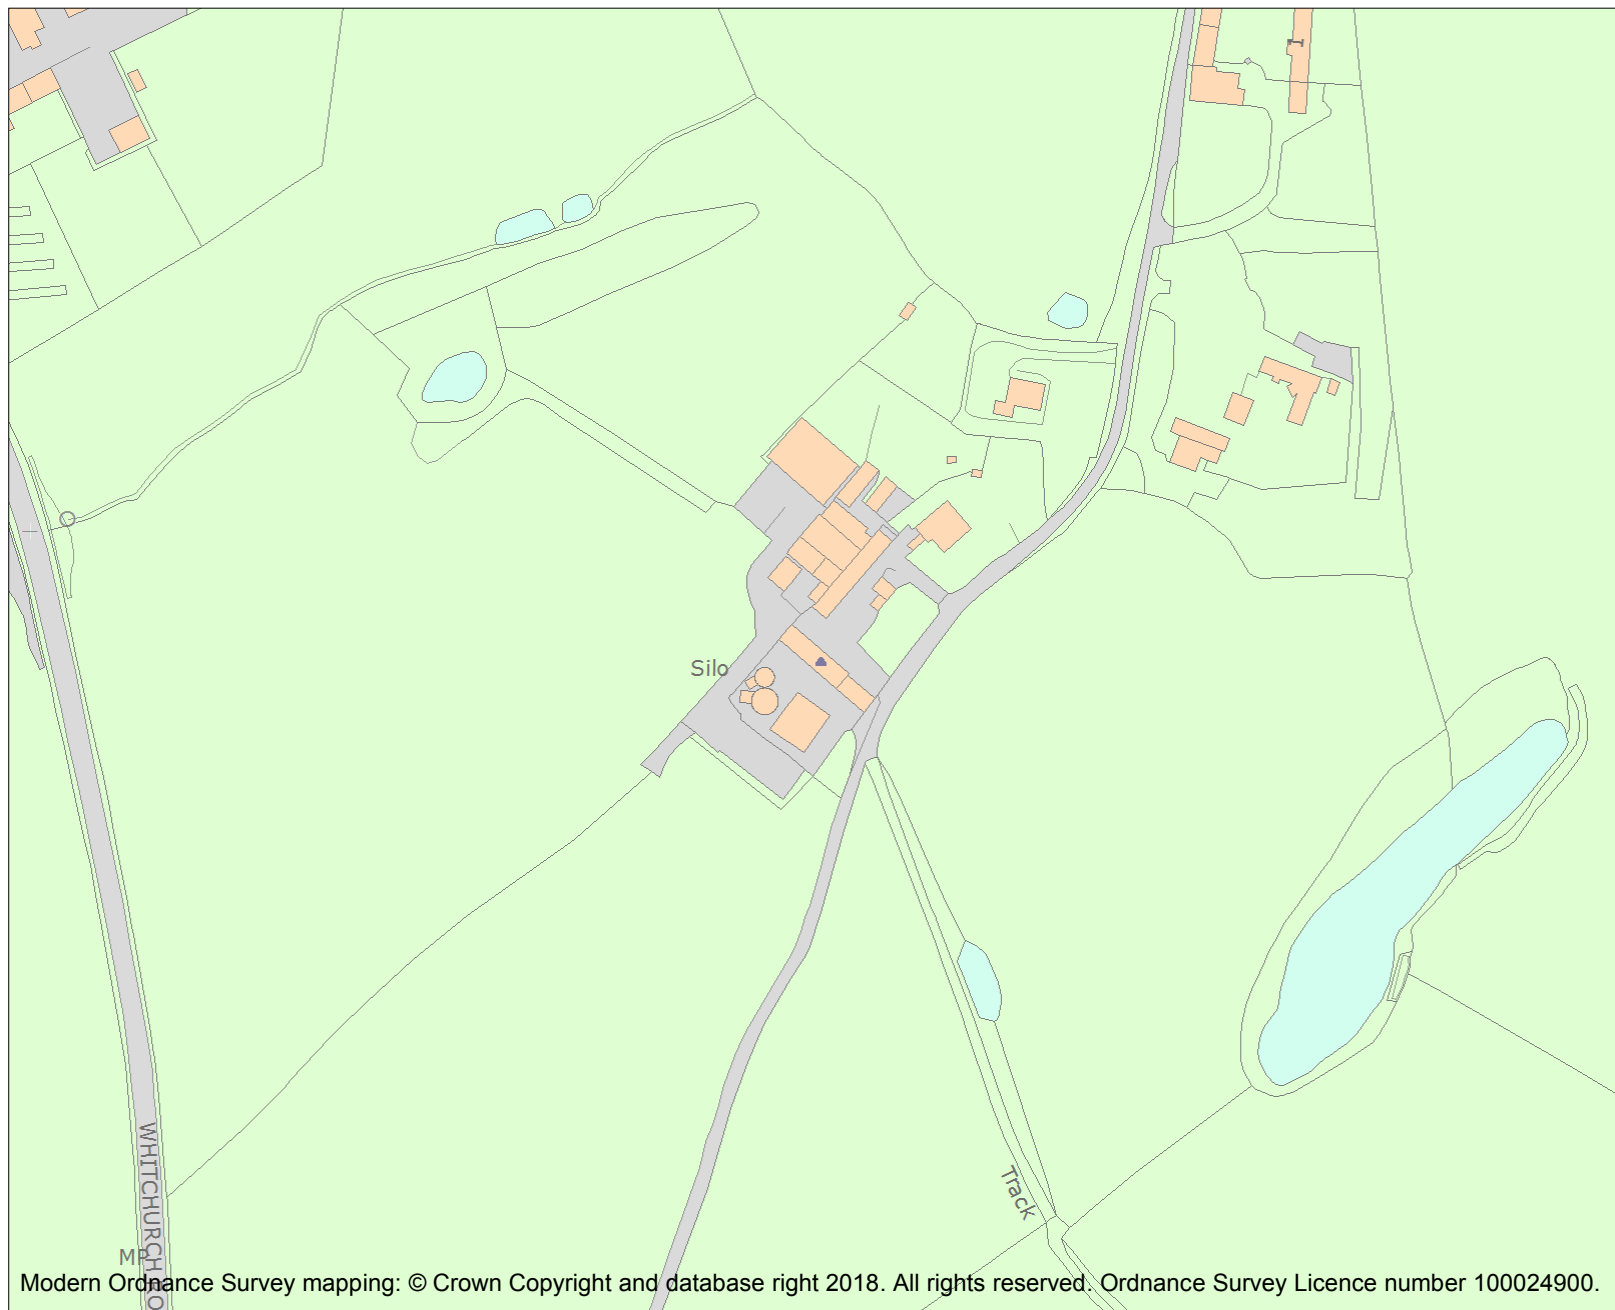 Silo
Track
WHITCHURCH RO
MP
Modern Ordnance Survey mapping: © Crown Copyright and database right 2018. All rights reserved. Ordnance Survey Licence number 100024900.